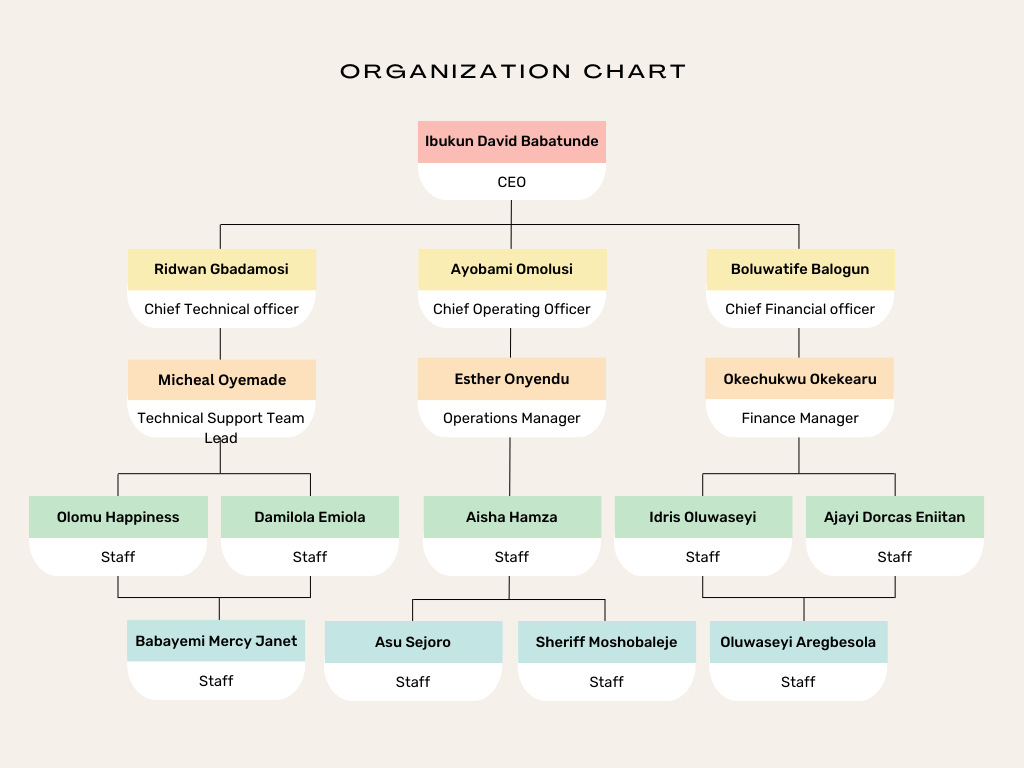 ORGANIZATION CHART
Ibukun David Babatunde
CEO
Ridwan Gbadamosi
Chief Technical officer
Ayobami Omolusi
Chief Operating Officer
Boluwatife Balogun
Chief Financial officer
Micheal Oyemade
Technical Support Team
Lead
Esther Onyendu
Operations Manager
Okechukwu Okekearu
Finance Manager
Olomu Happiness
Staff
Damilola Emiola
Staff
Aisha Hamza
Staff
Idris Oluwaseyi
Staff
Ajayi Dorcas Eniitan
Staff
Babayemi Mercy Janet
Staff
Asu Sejoro
Staff
Sheriff Moshobaleje
Staff
Oluwaseyi Aregbesola
Staff